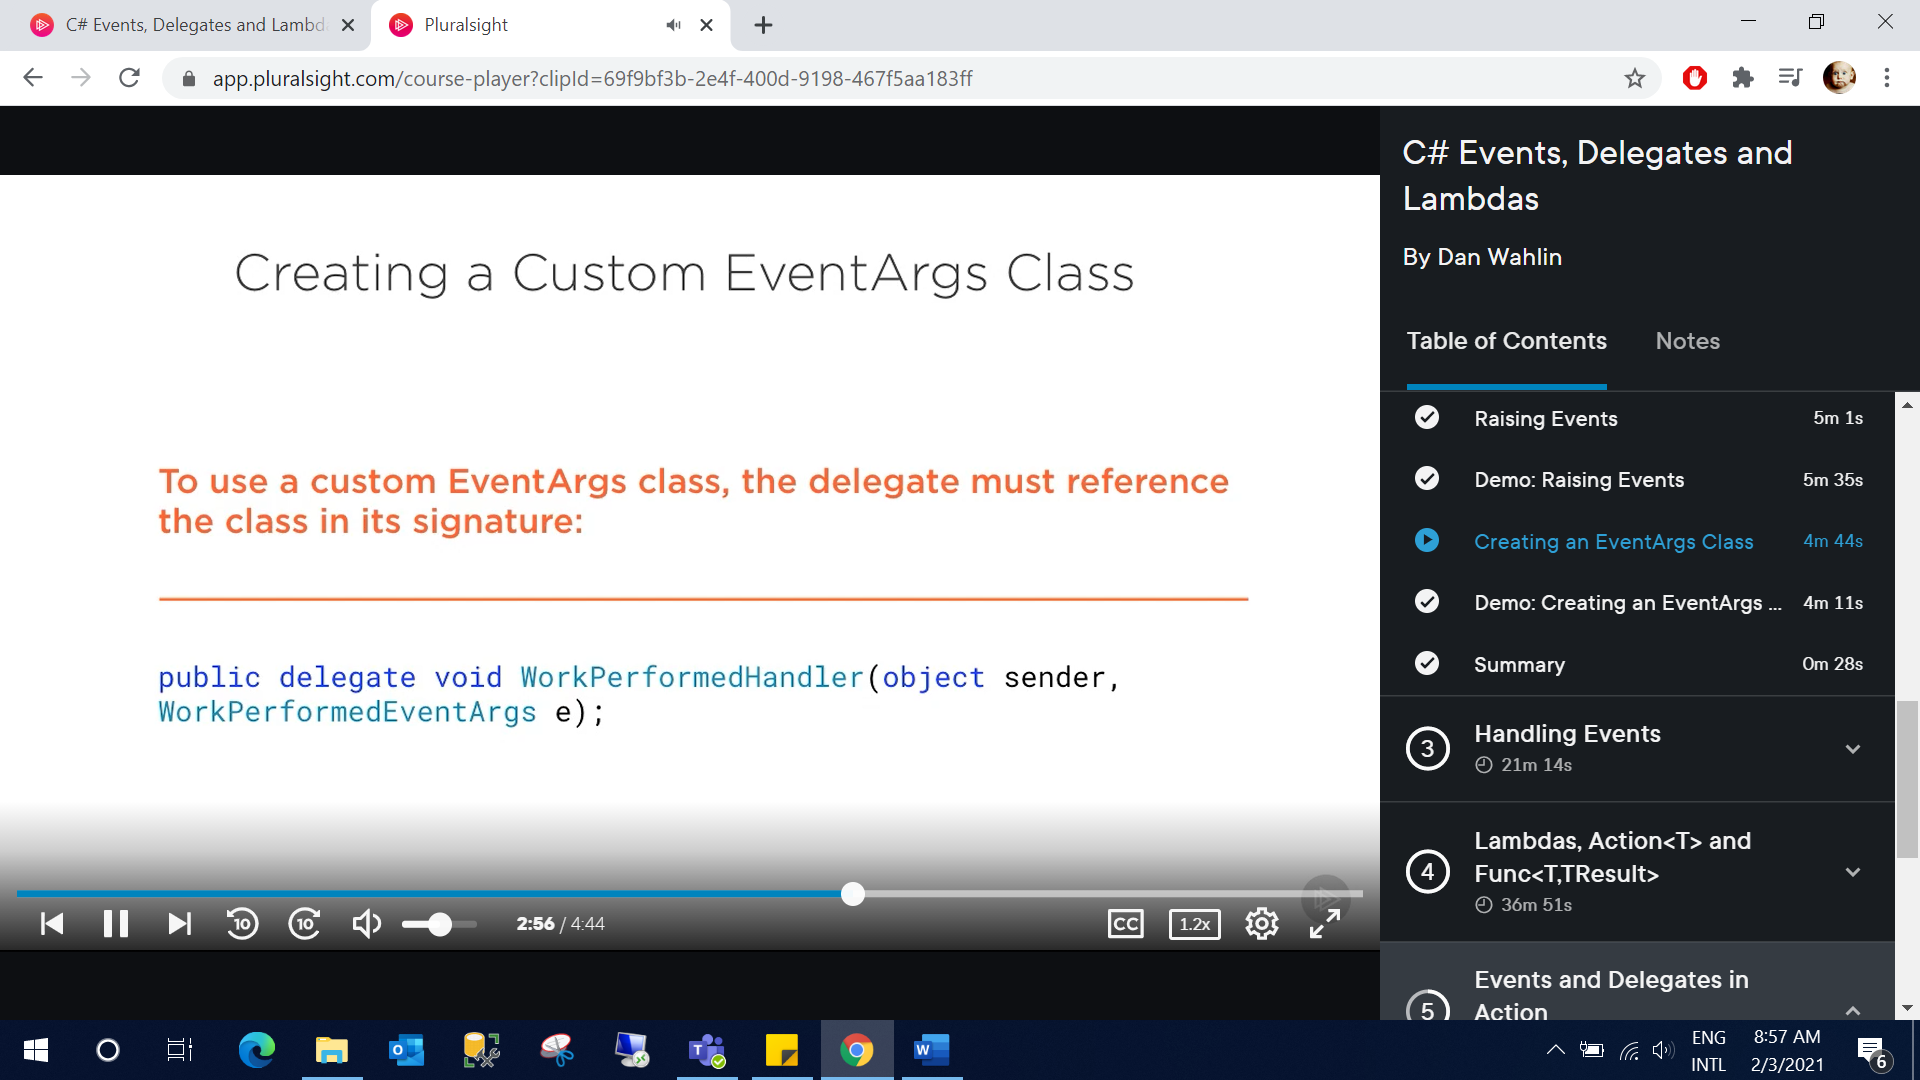 C# Events, Delegates and Lambd
Pluralsight
app.pluralsight.com/course-player?clipId=69f9bf3b-2e4f-400d-9198-467f5aa183ff
Creating a Custom EventArgs Class
To use a custom EventArgs class, the delegate must reference
the class in its signature:
public delegate void WorkPerformedHandler(object sender,
WorkPerformedEventArgs e);
10
10
2:56 / 4:44
CC
1.2x
C# Events, Delegates and
Lambdas
By Dan Wahlin
Table of Contents
Notes
Raising Events
5m 1s
Demo: Raising Events
5m 35s
Creating an EventArgs Class
4m 44s
Demo: Creating an EventArgs ...
4m 11s
Summary
0m 28s
3
Handling Events
21m 14s
4
Lambdas, Action<T> and
Func<T,TResult>
36m 51s
5
Events and Delegates in
Action
ENG
INTL
8:57 AM
2/3/2021
6